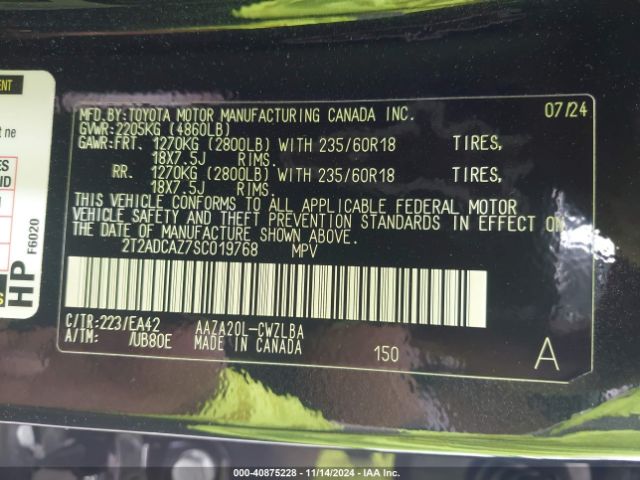 MFD.BY:TOYOTA MOTOR MANUFACTURING CANADA INC. 07/24
GVWR:2205KG (4860LB)
GAWR:FRT. 1270KG (2800LB) WITH 235/60R18 TIRES,
18X7.5J RIMS.
RR. 1270KG (2800LB) WITH 235/60R18 TIRES,
18X7.5J RIMS.
THIS VEHICLE CONFORMS TO ALL APPLICABLE FEDERAL MOTOR
VEHICLE SAFETY AND THEFT PREVENTION STANDARDS IN EFFECT ON
THE DATE OF MANUFACTURE SHOWN ABOVE.
2T2ADCAZ7SC019768 MPV
C/TR:223/EA42 AAZA20L-CWZLBA
A/TM: /UB80E MADE IN CANADA 150 A
ne
HP
F6020
000-40875228 - 11/14/2024 - IAA Inc.